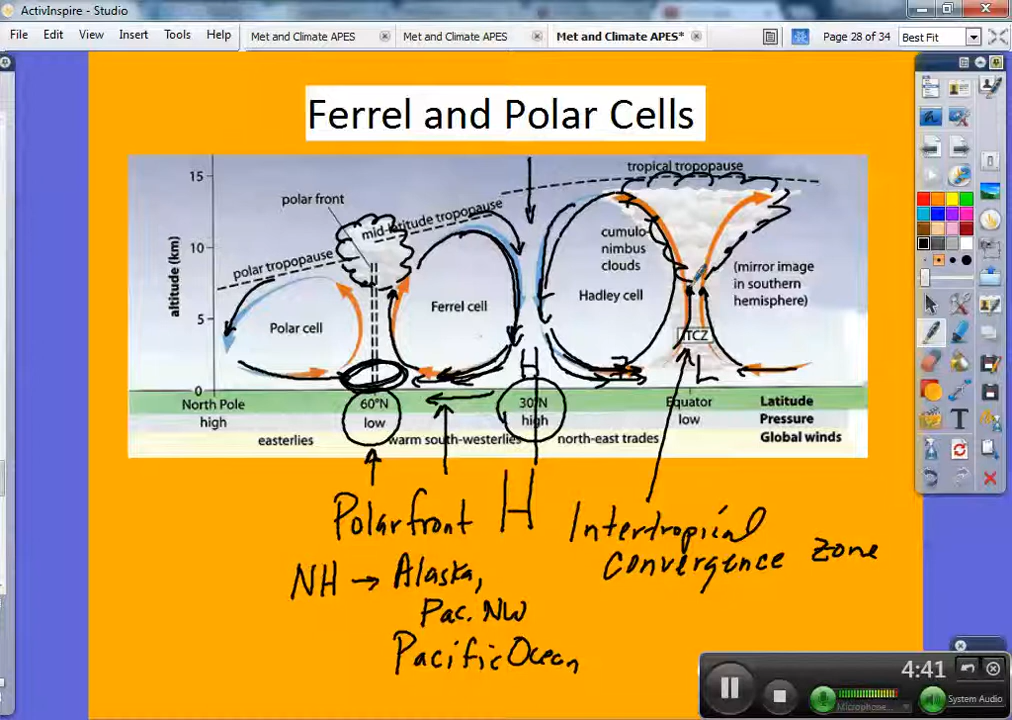 ActivInspire - Studio
File Edit View Insert Tools Help
Met and Climate APES
Met and Climate APES
Met and Climate APES*
Page 28 of 34
Best Fit
Ferrel and Polar Cells
tropical tropopause
15
polar front
mid-latitude tropopause
cumulo
nimbus
clouds
10
polar tropopause
altitude (km)
(mirror image
in southern
hemisphere)
Hadley cell
Ferrel cell
Polar cell
5
ITCZ
H
L
0
North Pole 60°N 30°N Equator Latitude
high low high low Pressure
easterlies warm south-westerlies north-east trades Global winds
Polar front H Intertropical
Convergence zone
NH → Alaska,
Pac. NW
Pacific Ocean
4:41
Microphone...
System Audio